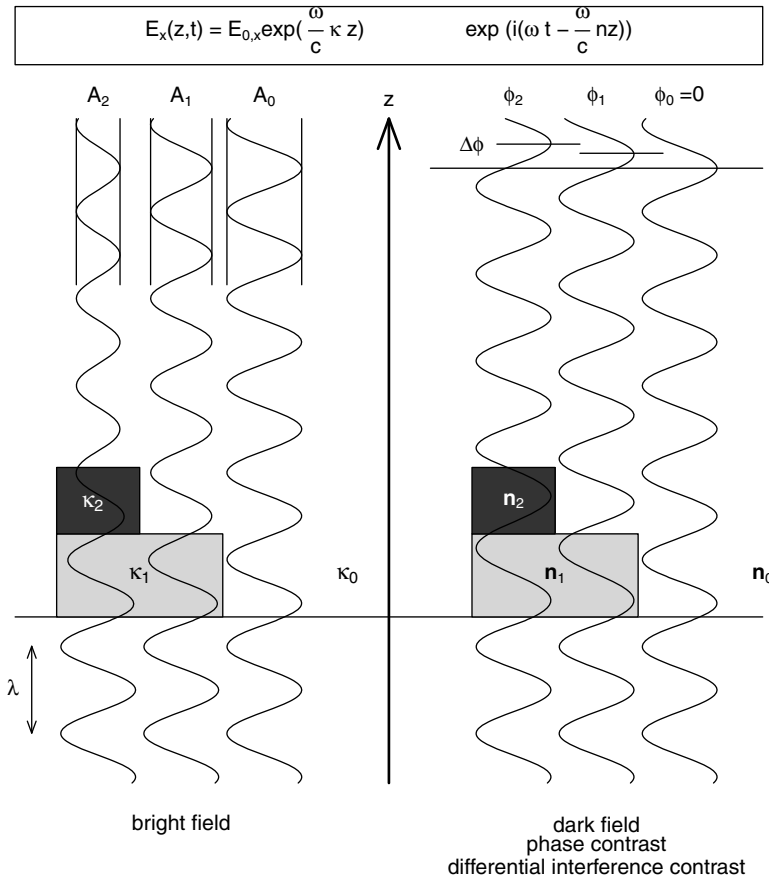 Eₓ(z,t) = E₀,ₓexp(ω/c κ z) exp (i(ω t – ω/c nz))
A₂ A₁ A₀ z ϕ₂ ϕ₁ ϕ₀ =0
Δϕ
κ₂ n₂
κ₁ κ₀ n₁ n₀
λ
bright field
dark field
phase contrast
differential interference contrast